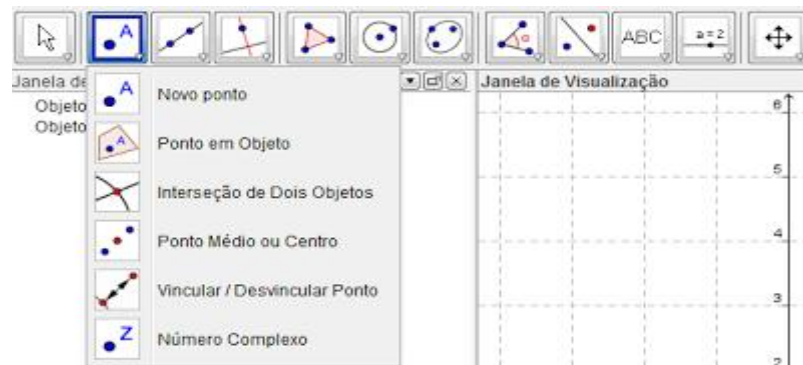 A
ABC
a=2
Janela de
Janela de Visualização
Objeto
Objeto
A
Novo ponto
A
Ponto em Objeto
Interseção de Dois Objetos
Ponto Médio ou Centro
Vincular / Desvincular Ponto
Z
Número Complexo
6
5
4
3
2